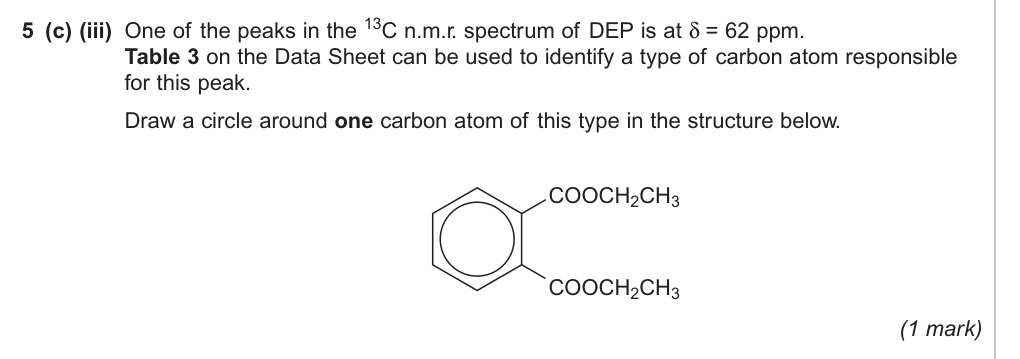 5 (c) (iii) One of the peaks in the ¹³C n.m.r. spectrum of DEP is at δ = 62 ppm.
Table 3 on the Data Sheet can be used to identify a type of carbon atom responsible
for this peak.
Draw a circle around one carbon atom of this type in the structure below.
COOCH₂CH₃
COOCH₂CH₃
(1 mark)